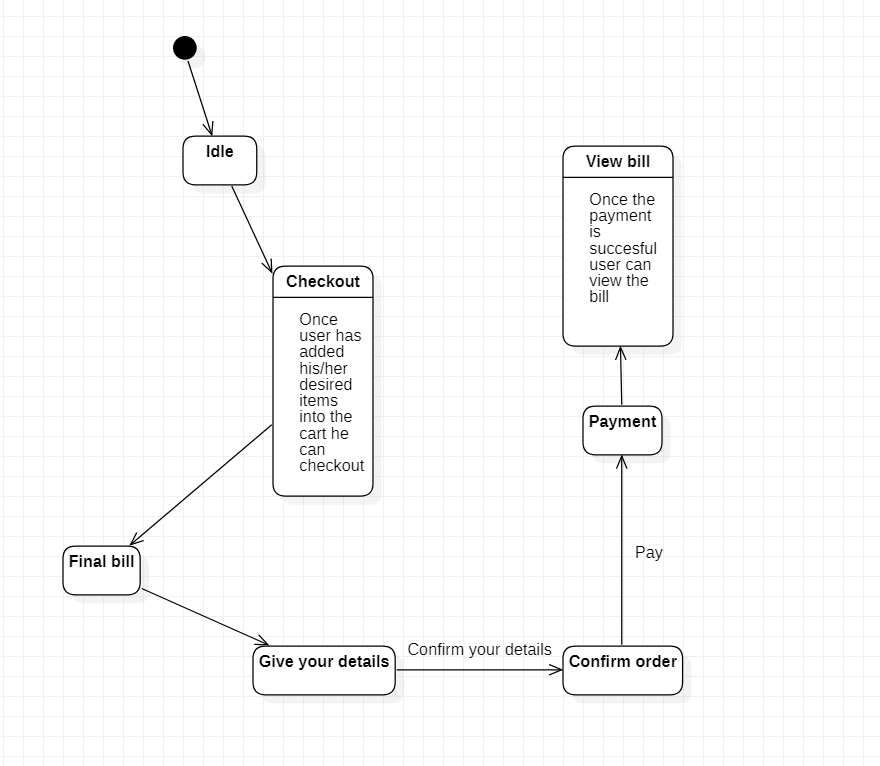 Idle
Checkout
Once
user has
added
his/her
desired
items
into the
cart he
can
checkout
Final bill
Give your details
Confirm your details
Confirm order
Pay
Payment
View bill
Once the
payment
is
succesful
user can
view the
bill